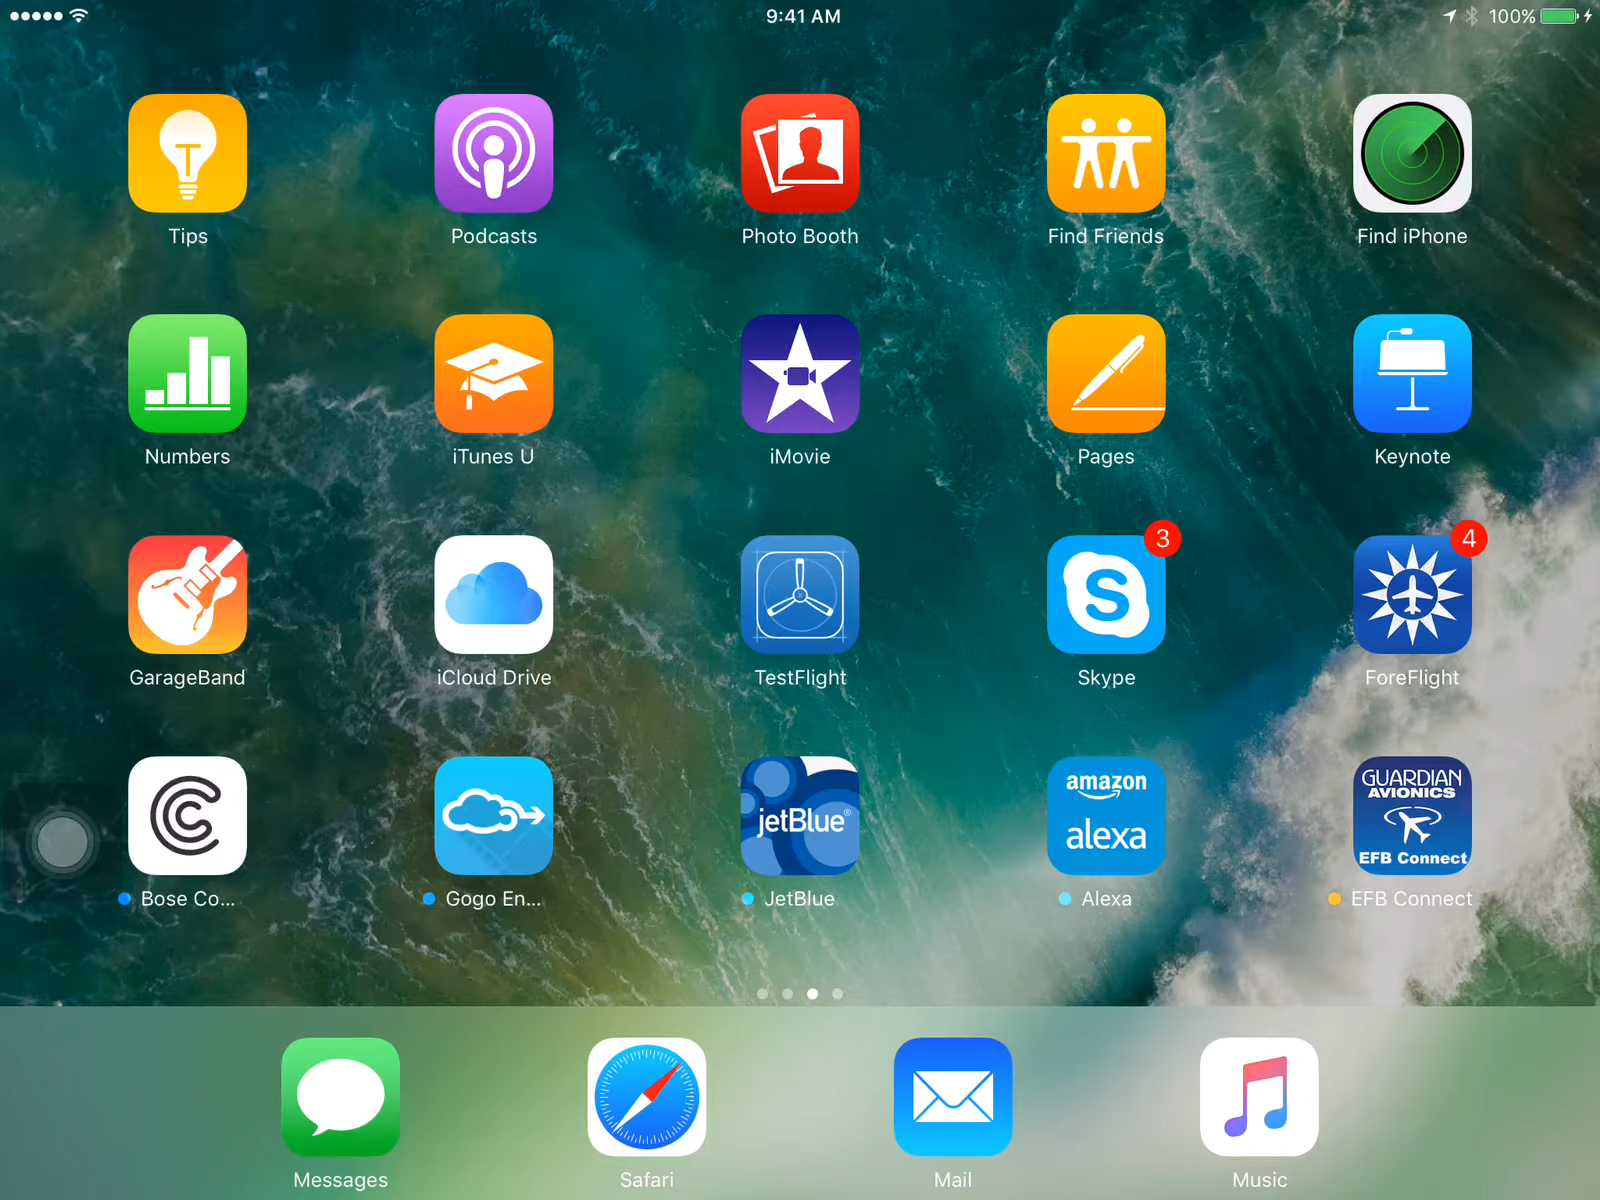 9:41 AM
100%
Tips
Podcasts
Photo Booth
Find Friends
Find iPhone
Numbers
iTunes U
iMovie
Pages
Keynote
3
4
GarageBand
iCloud Drive
TestFlight
S
Skype
ForeFlight
jetBlue®
amazon
alexa
GUARDIAN
AVIONICS
EFB Connect
Bose Co...
Gogo En...
JetBlue
Alexa
EFB Connect
Messages
Safari
Mail
Music